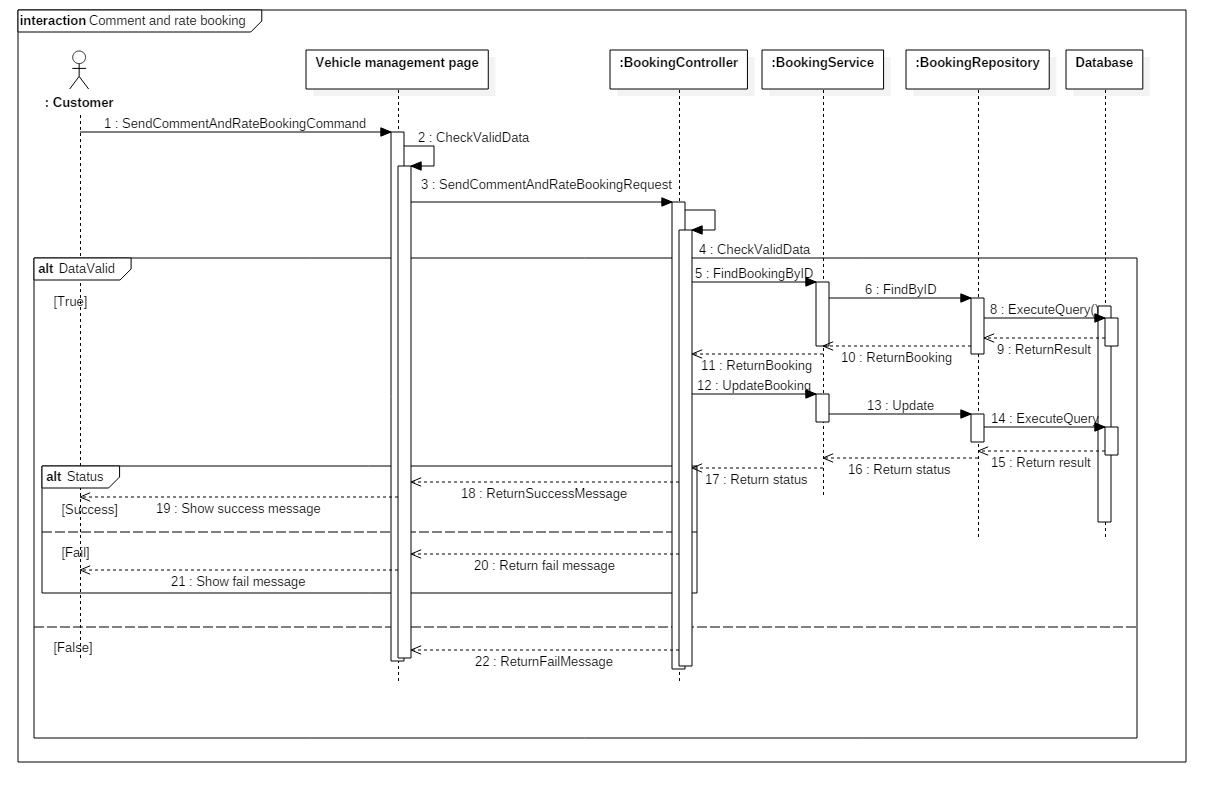 interaction Comment and rate booking
Vehicle management page
:BookingController
:BookingService
:BookingRepository
Database
: Customer
1 : SendCommentAndRateBookingCommand
2 : CheckValidData
3 : SendCommentAndRateBookingRequest
4 : CheckValidData
alt DataValid
5 : FindBookingByID
6 : FindByID
[True]
8 : ExecuteQuery()
9 : ReturnResult
10 : ReturnBooking
11 : ReturnBooking
12 : UpdateBooking
13 : Update
14 : ExecuteQuery
15 : Return result
16 : Return status
alt Status
17 : Return status
18 : ReturnSuccessMessage
[Success]
19 : Show success message
[Fail]
20 : Return fail message
21 : Show fail message
[False]
22 : ReturnFailMessage